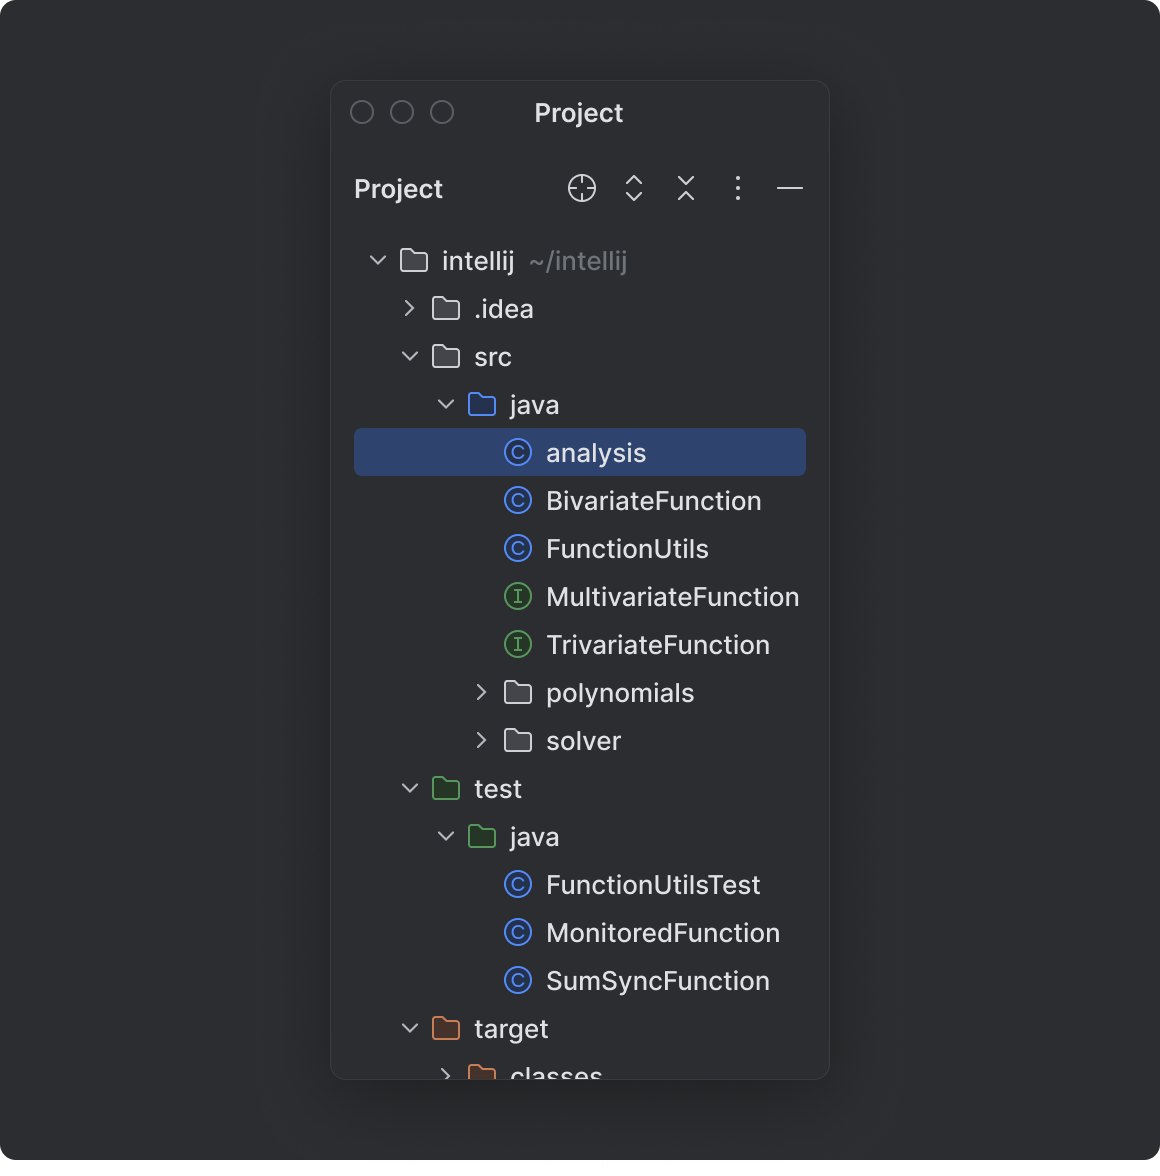 Project
Project
intellij ~/intellij
.idea
src
java
analysis
BivariateFunction
FunctionUtils
MultivariateFunction
TrivariateFunction
polynomials
solver
test
java
FunctionUtilsTest
MonitoredFunction
SumSyncFunction
target
classes